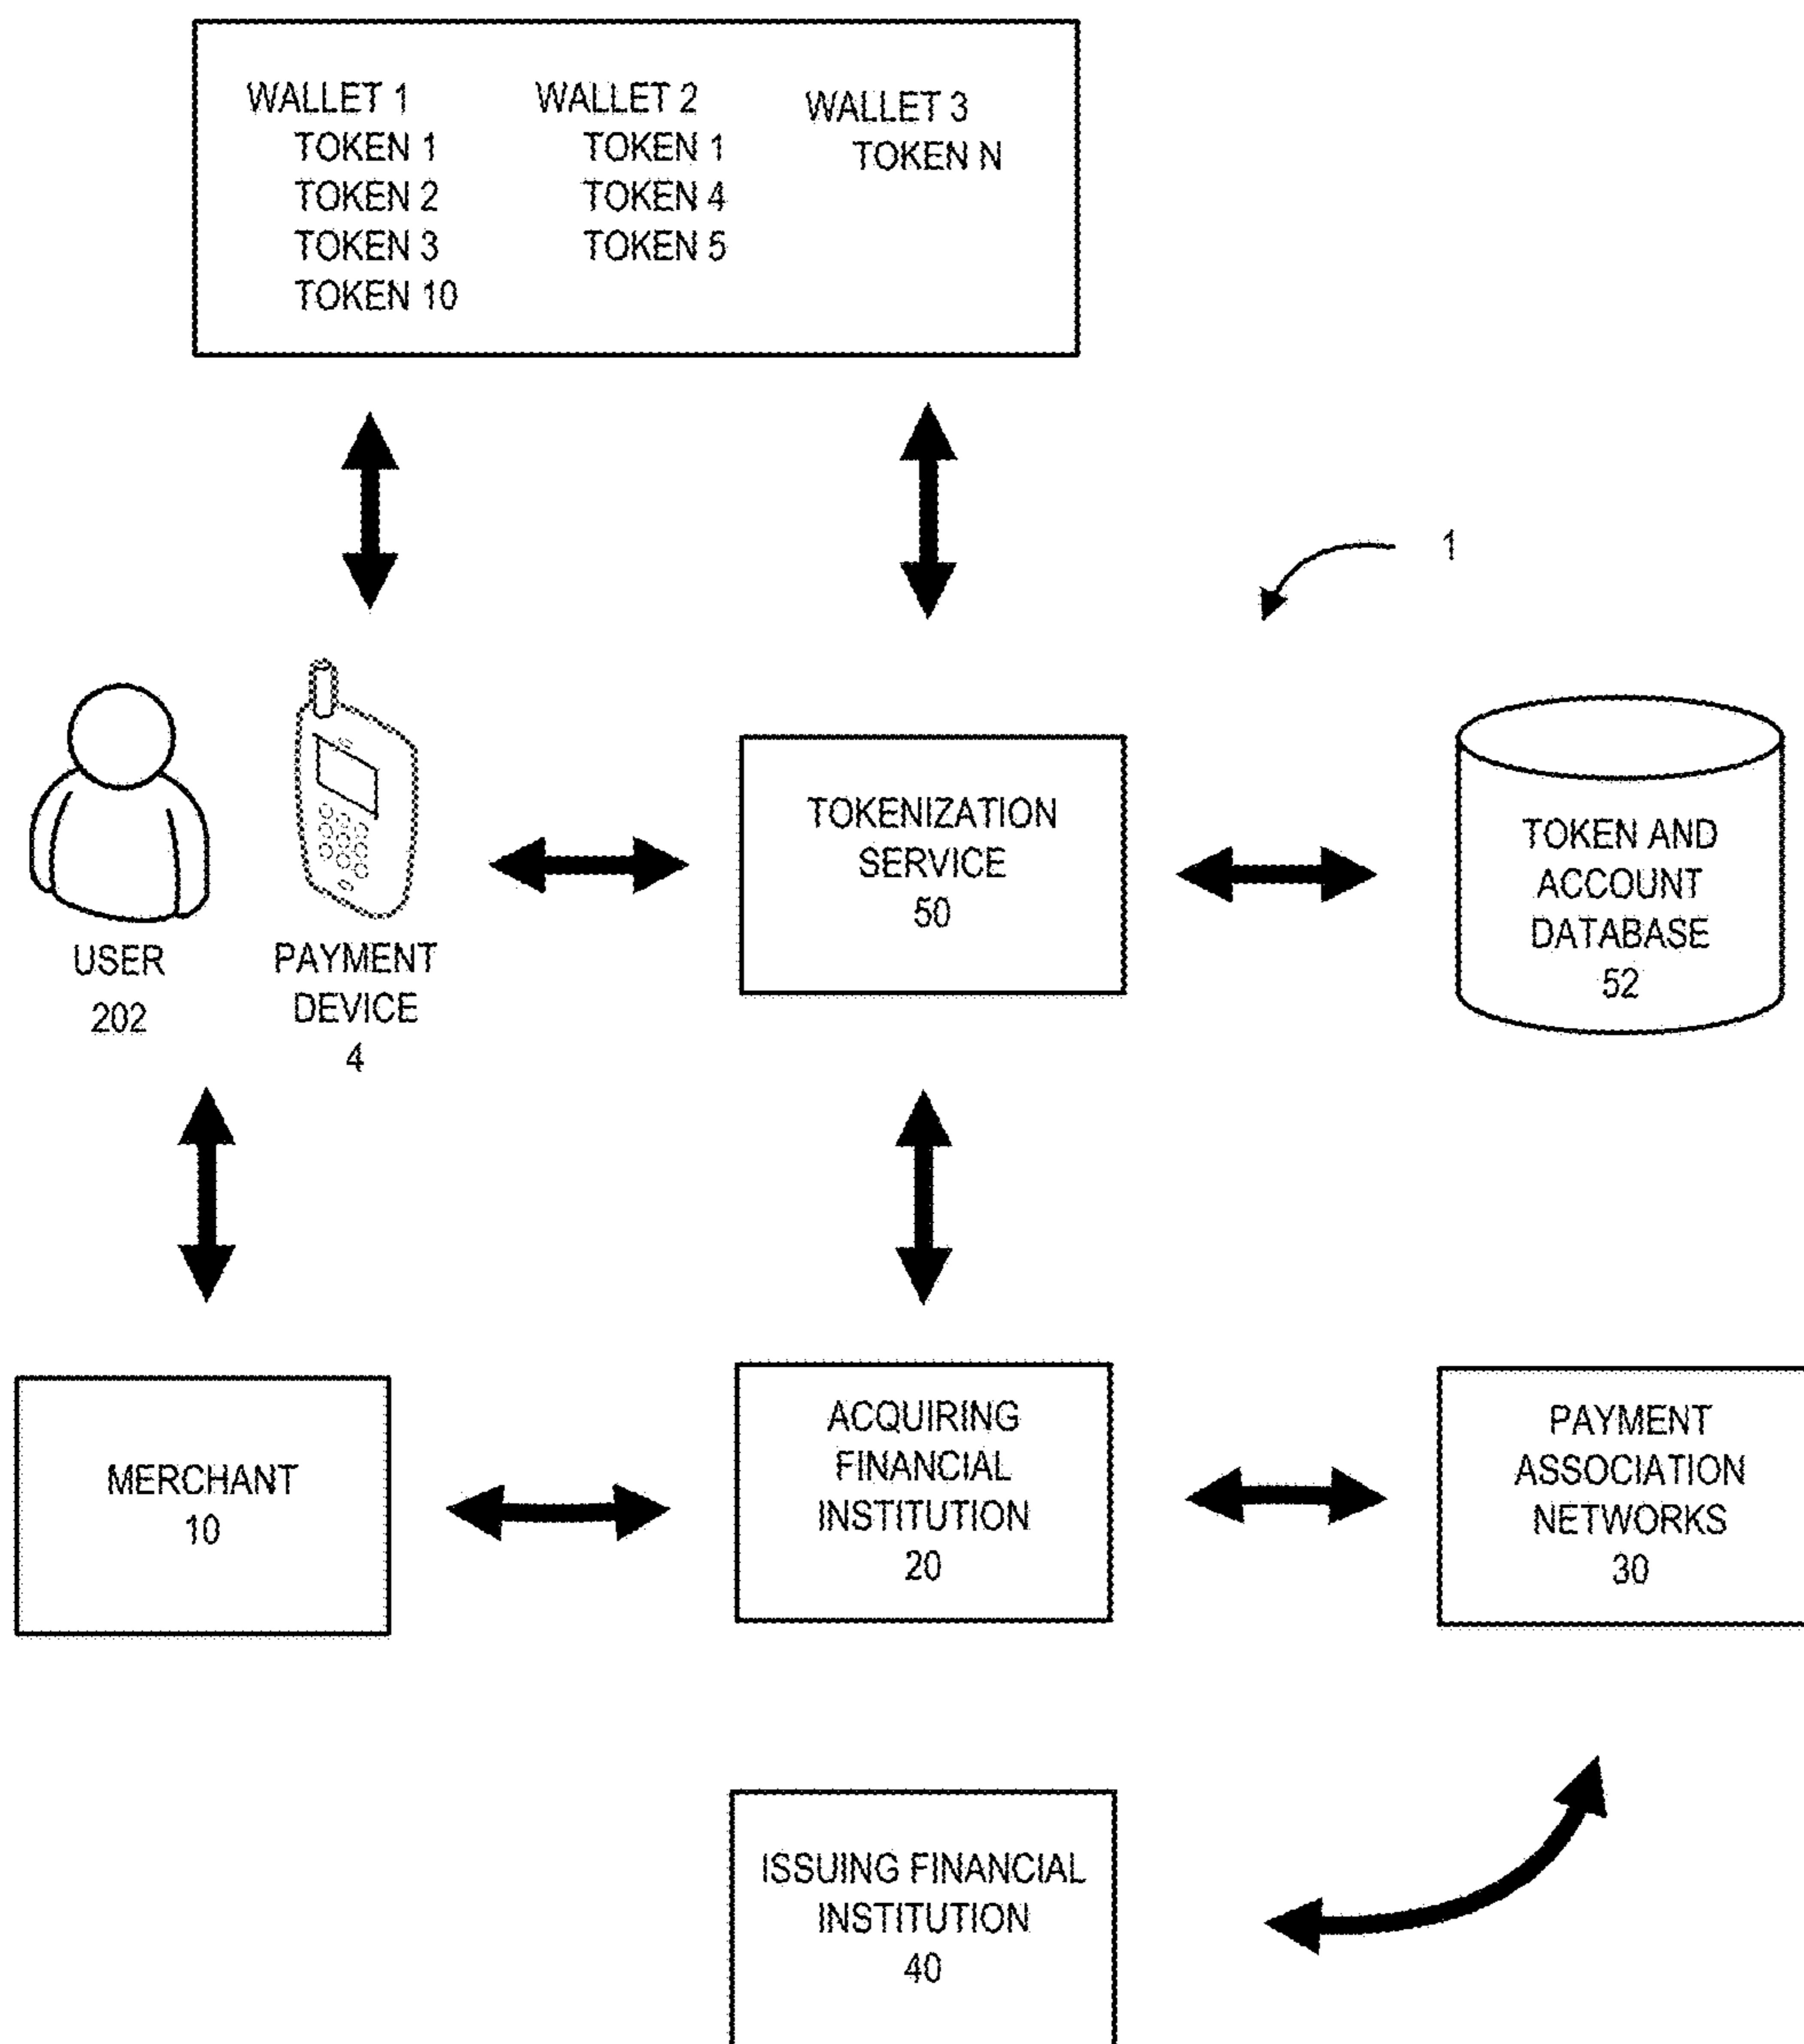 WALLET 1
TOKEN 1
TOKEN 2
TOKEN 3
TOKEN 10
WALLET 2
TOKEN 1
TOKEN 4
TOKEN 5
WALLET 3
TOKEN N
1
USER
202
PAYMENT
DEVICE
4
TOKENIZATION
SERVICE
50
TOKEN AND
ACCOUNT
DATABASE
52
MERCHANT
10
ACQUIRING
FINANCIAL
INSTITUTION
20
PAYMENT
ASSOCIATION
NETWORKS
30
ISSUING FINANCIAL
INSTITUTION
40